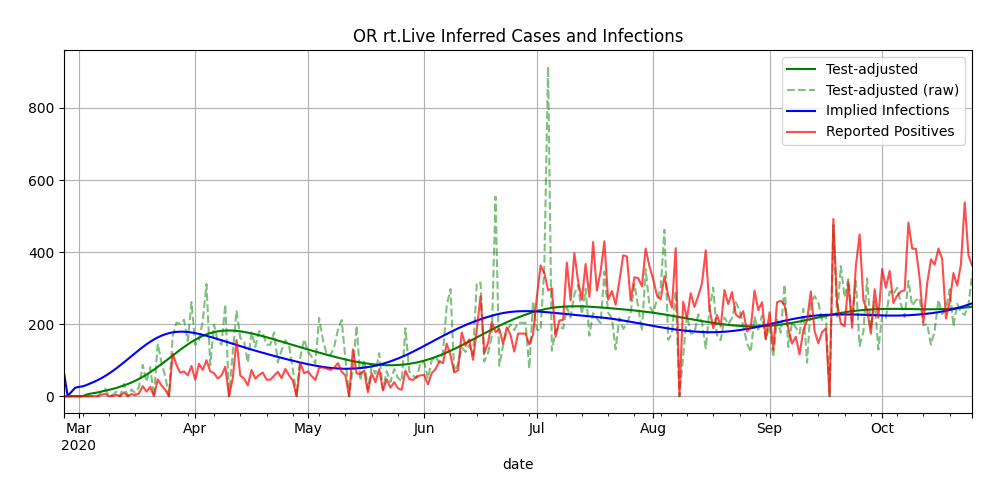 OR rt.Live Inferred Cases and Infections
Test-adjusted
Test-adjusted (raw)
Implied Infections
Reported Positives
800
600
400
200
0
Mar Apr May Jun Jul Aug Sep Oct
2020
date